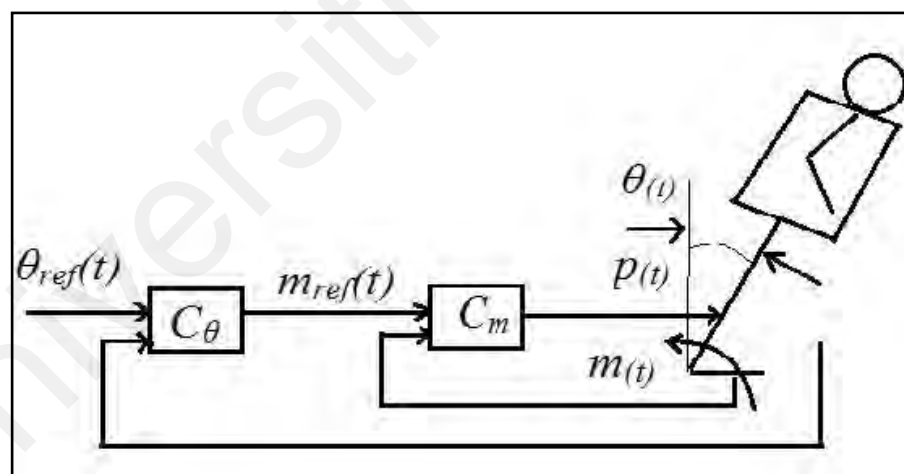 θ(t)
θref(t)
mref(t)
p(t)
Cθ
Cm
m(t)